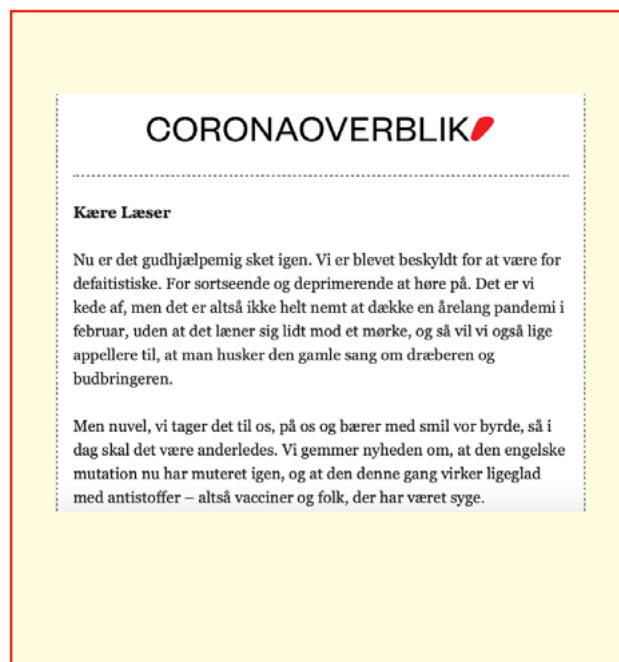 CORONAOVERBLIK
Kære Læser
Nu er det gudhjælpemig sket igen. Vi er blevet beskyldt for at være for
defaitistiske. For sortseende og deprimerende at høre på. Det er vi
kede af, men det er altså ikke helt nemt at dække en årelang pandemi i
februar, uden at det læner sig lidt mod et mørke, og så vil vi også lige
appellere til, at man husker den gamle sang om dræberen og
budbringeren.
Men nuvel, vi tager det til os, på os og bærer med smil vor byrde, så i
dag skal det være anderledes. Vi gemmer nyheden om, at den engelske
mutation nu har muteret igen, og at den denne gang virker ligeglad
med antistoffer – altså vacciner og folk, der har været syge.